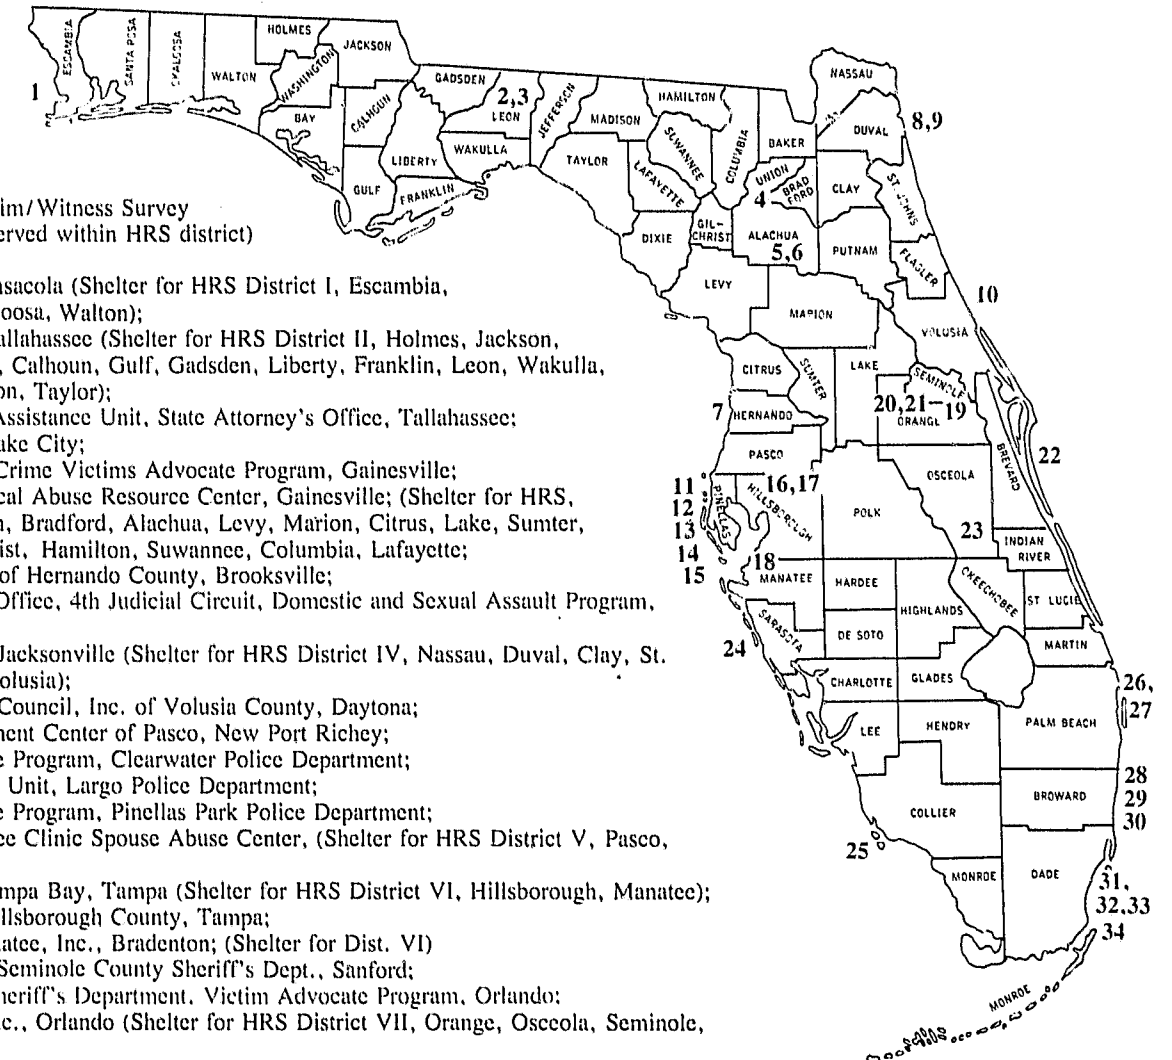 HOLMES
JACKSON
ESCAMBIA
SANTA ROSA
OKALOOSA
WALTON
WASHINGTON
GADSDEN
NASSAU
1
BAY
CALHOUN
2,3
LEON
JEFFERSON
MADISON
HAMILTON
DUVAL
8,9
LIBERTY
WAKULLA
TAYLOR
SUWANNEE
COLUMBIA
BAKER
GULF
FRANKLIN
LAFAYETTE
UNION
BRAD
FORD
CLAY
ST. JOHNS
4
DIXIE
GIL-
CHRIST
ALACHUA
5,6
PUTNAM
FLAGLER
LEVY
MARION
10
VOLUSIA
CITRUS
SUMTER
LAKE
SEMINOLE
7
HERNANDO
20,21-19
ORANGE
PASCO
BREVARD
22
OSCEOLA
11
16,17
12
PINELLAS
HILLSBOROUGH
POLK
13
23
INDIAN
RIVER
14
18
15
MANATEE
HARDEE
OKEECHOBEE
ST LUCIE
HIGHLANDS
SARASOTA
DE SOTO
MARTIN
24
CHARLOTTE
GLADES
26,
27
LEE
HENDRY
PALM BEACH
28
BROWARD
29
COLLIER
30
25
MONROE
DADE
31,
32,33
34
MONROE
im/Witness Survey
erved within HRS district)
nsacola (Shelter for HRS District I, Escambia,
oosa, Walton);
allahassee (Shelter for HRS District II, Holmes, Jackson,
, Calhoun, Gulf, Gadsden, Liberty, Franklin, Leon, Wakulla,
on, Taylor);
Assistance Unit, State Attorney's Office, Tallahassee;
ake City;
Crime Victims Advocate Program, Gainesville;
cal Abuse Resource Center, Gainesville; (Shelter for HRS,
n, Bradford, Alachua, Levy, Marion, Citrus, Lake, Sumter,
ist, Hamilton, Suwannee, Columbia, Lafayette;
of Hernando County, Brooksville;
Office, 4th Judicial Circuit, Domestic and Sexual Assault Program,
Jacksonville (Shelter for HRS District IV, Nassau, Duval, Clay, St.
olusia);
Council, Inc. of Volusia County, Daytona;
nent Center of Pasco, New Port Richey;
e Program, Clearwater Police Department;
Unit, Largo Police Department;
e Program, Pinellas Park Police Department;
ee Clinic Spouse Abuse Center, (Shelter for HRS District V, Pasco,
mpa Bay, Tampa (Shelter for HRS District VI, Hillsborough, Manatee);
illsborough County, Tampa;
atee, Inc., Bradenton; (Shelter for Dist. VI)
Seminole County Sheriff's Dept., Sanford;
heriff's Department, Victim Advocate Program, Orlando;
c., Orlando (Shelter for HRS District VII, Orange, Osceola, Seminole,